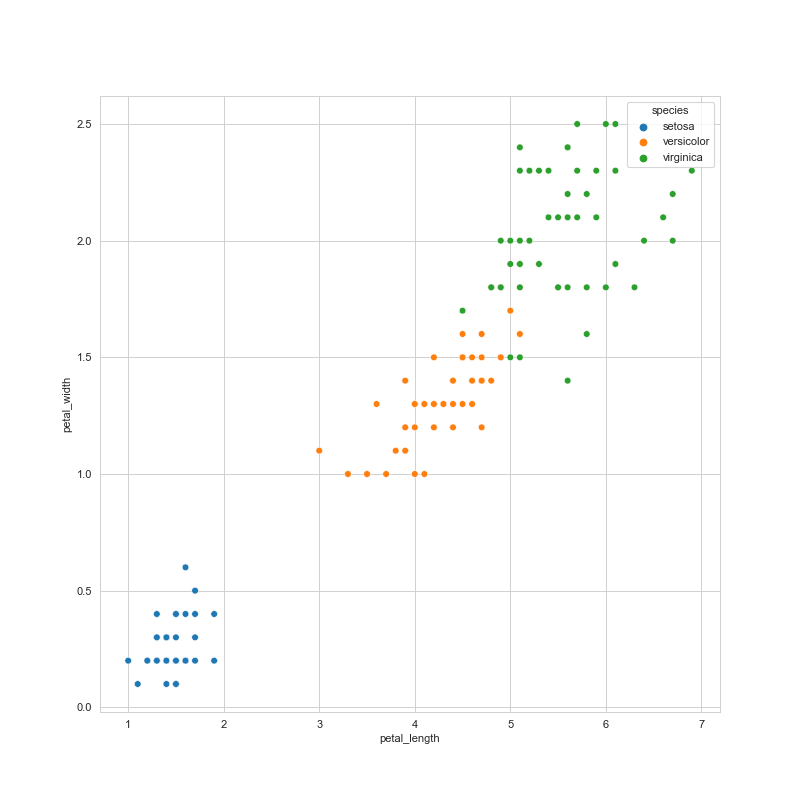 species
setosa
versicolor
virginica
2.5
2.0
1.5
1.0
0.5
0.0
petal_width
1 2 3 4 5 6 7
petal_length